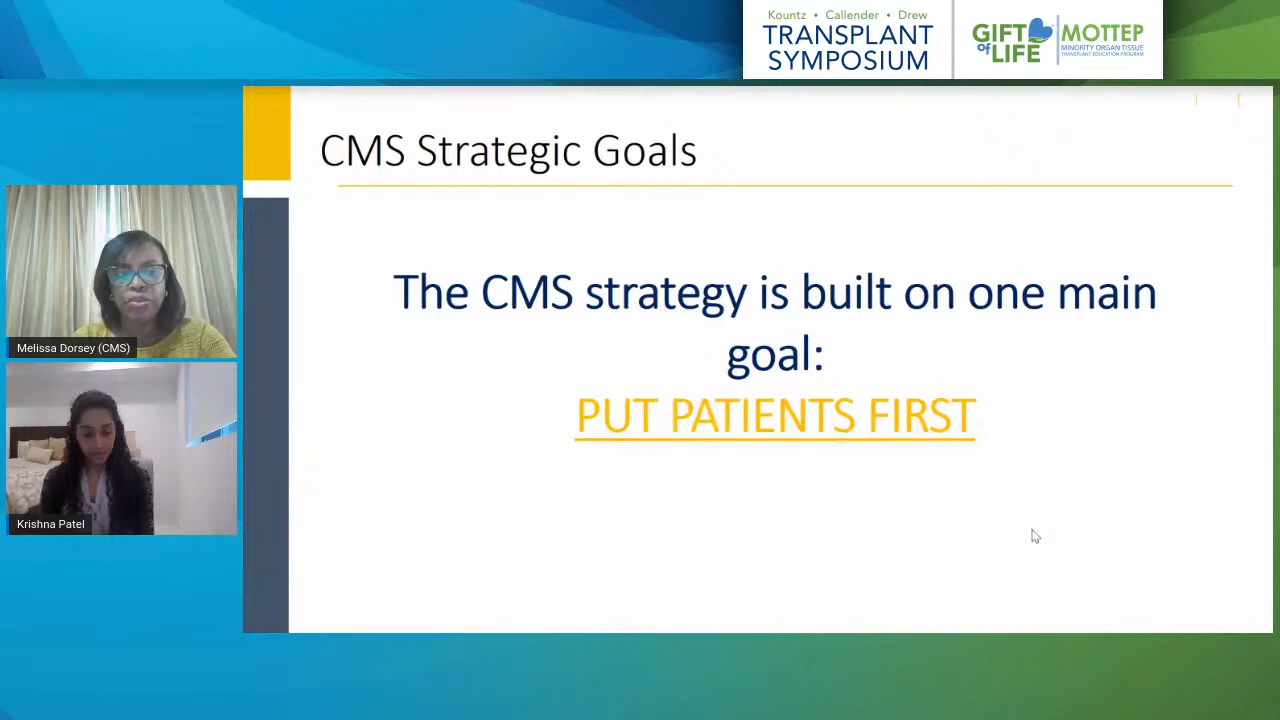 Kountz • Callender • Drew
TRANSPLANT
SYMPOSIUM
GIFT
of LIFE
MOTTEP
MINORITY ORGAN TISSUE
TRANSPLANT EDUCATION PROGRAM
CMS Strategic Goals
The CMS strategy is built on one main
goal:
PUT PATIENTS FIRST
Melissa Dorsey (CMS)
Krishna Patel